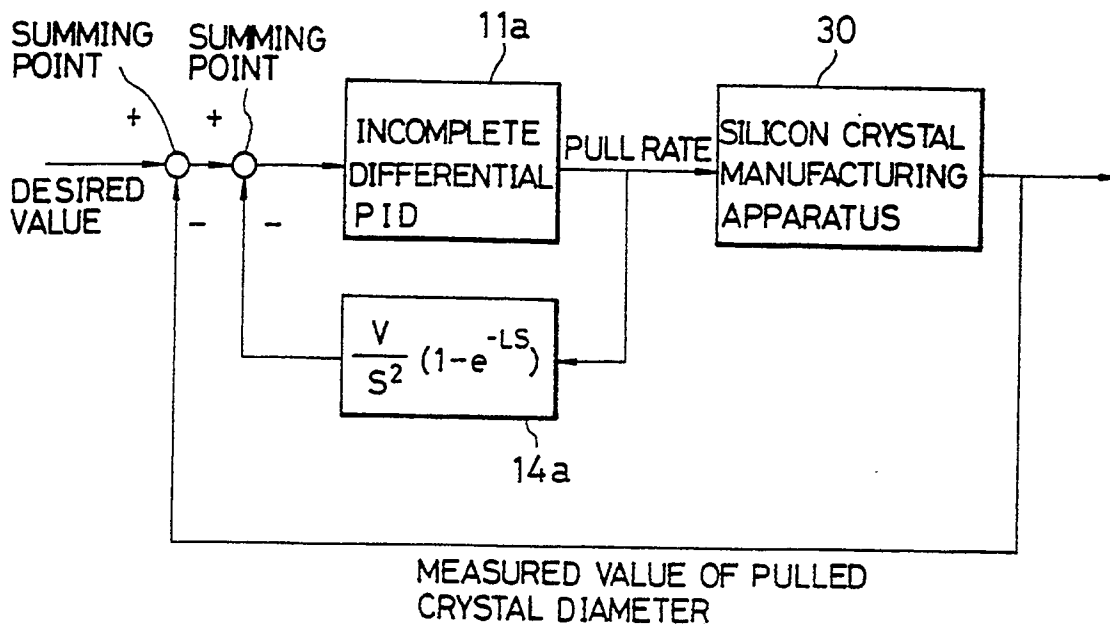 SUMMING
POINT
SUMMING
POINT
11a
30
+
+
INCOMPLETE
DIFFERENTIAL
PID
PULL RATE
SILICON CRYSTAL
MANUFACTURING
APPARATUS
DESIRED
VALUE
-
-
V
S²
(1-e^-LS)
14a
MEASURED VALUE OF PULLED
CRYSTAL DIAMETER